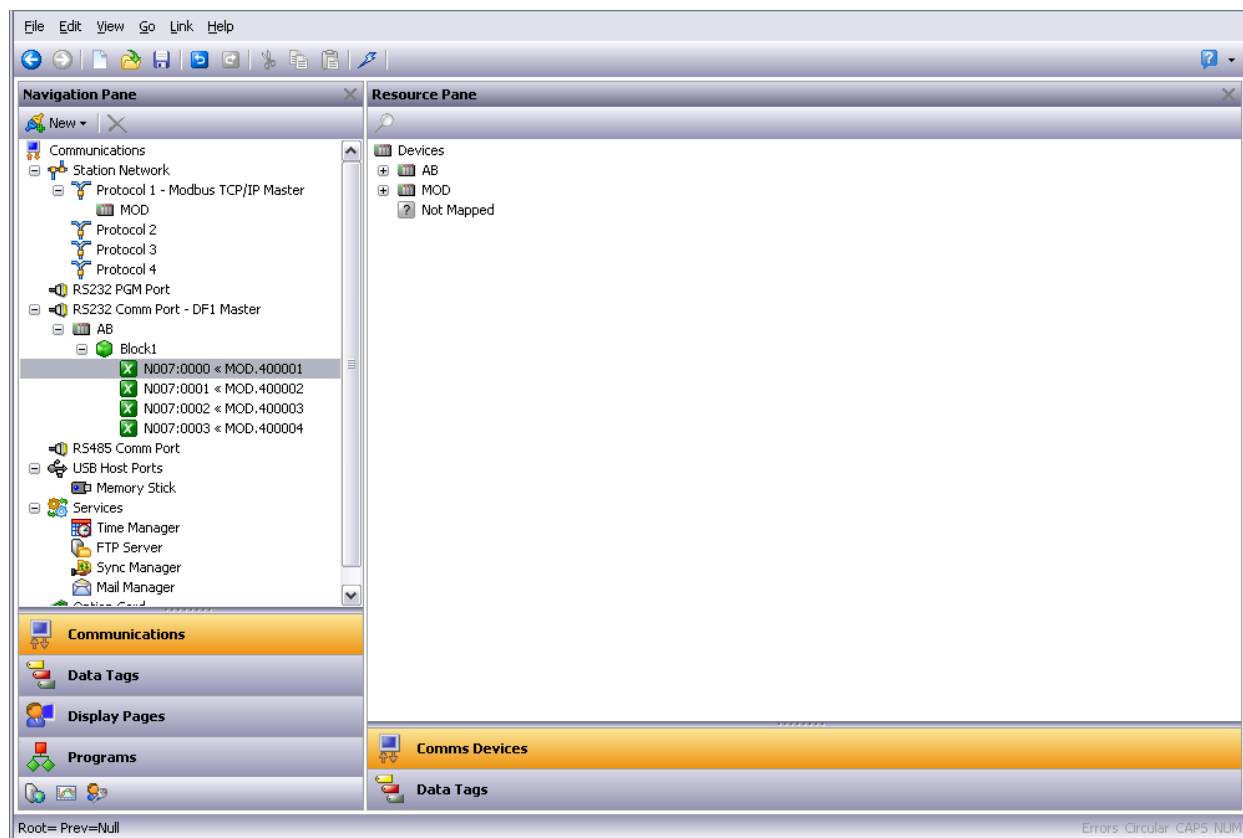 File Edit View Go Link Help
Navigation Pane
New
Communications
Station Network
Protocol 1 - Modbus TCP/IP Master
MOD
Protocol 2
Protocol 3
Protocol 4
RS232 PGM Port
RS232 Comm Port - DF1 Master
AB
Block1
N007:0000 « MOD.400001
N007:0001 « MOD.400002
N007:0002 « MOD.400003
N007:0003 « MOD.400004
RS485 Comm Port
USB Host Ports
Memory Stick
Services
Time Manager
FTP Server
Sync Manager
Mail Manager
Option Card
Communications
Data Tags
Display Pages
Programs
Resource Pane
Devices
AB
MOD
Not Mapped
Comms Devices
Data Tags
Root= Prev=Null
Errors Circular CAPS NUM